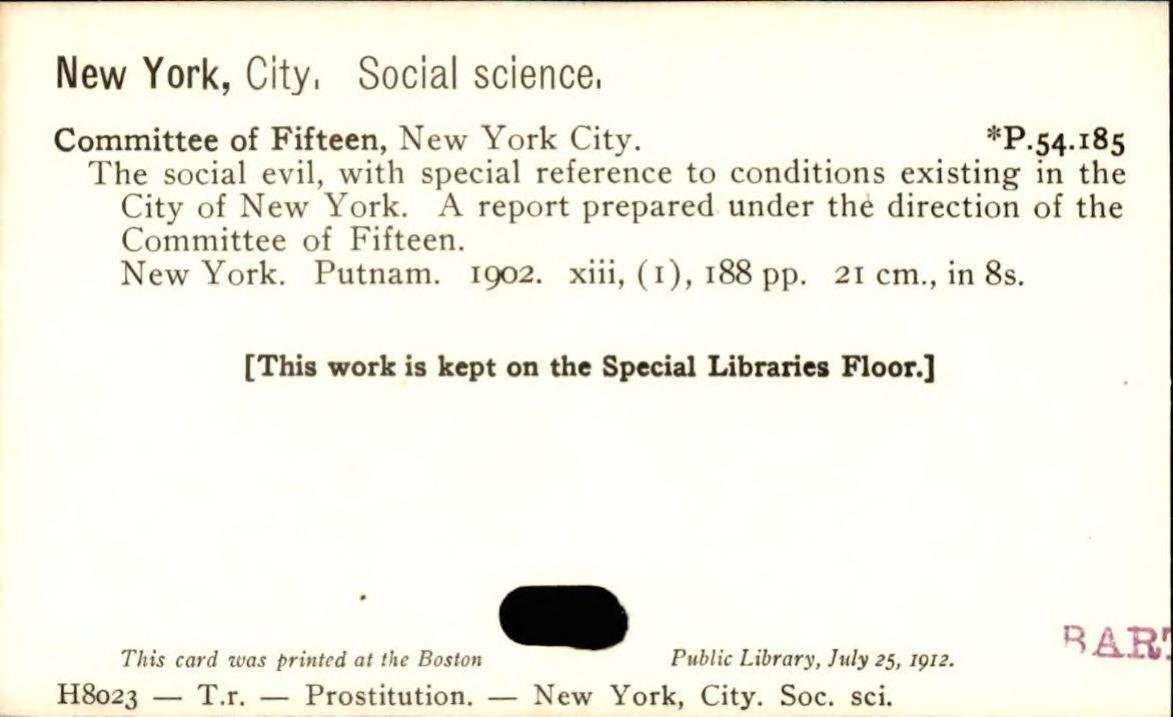 New York, City. Social science.
Committee of Fifteen, New York City. *P.54.185
The social evil, with special reference to conditions existing in the
City of New York. A report prepared under the direction of the
Committee of Fifteen.
New York. Putnam. 1902. xiii, (1), 188 pp. 21 cm., in 8s.
[This work is kept on the Special Libraries Floor.]
This card was printed at the Boston Public Library, July 25, 1912.
H8023 — T.r. — Prostitution. — New York, City. Soc. sci.